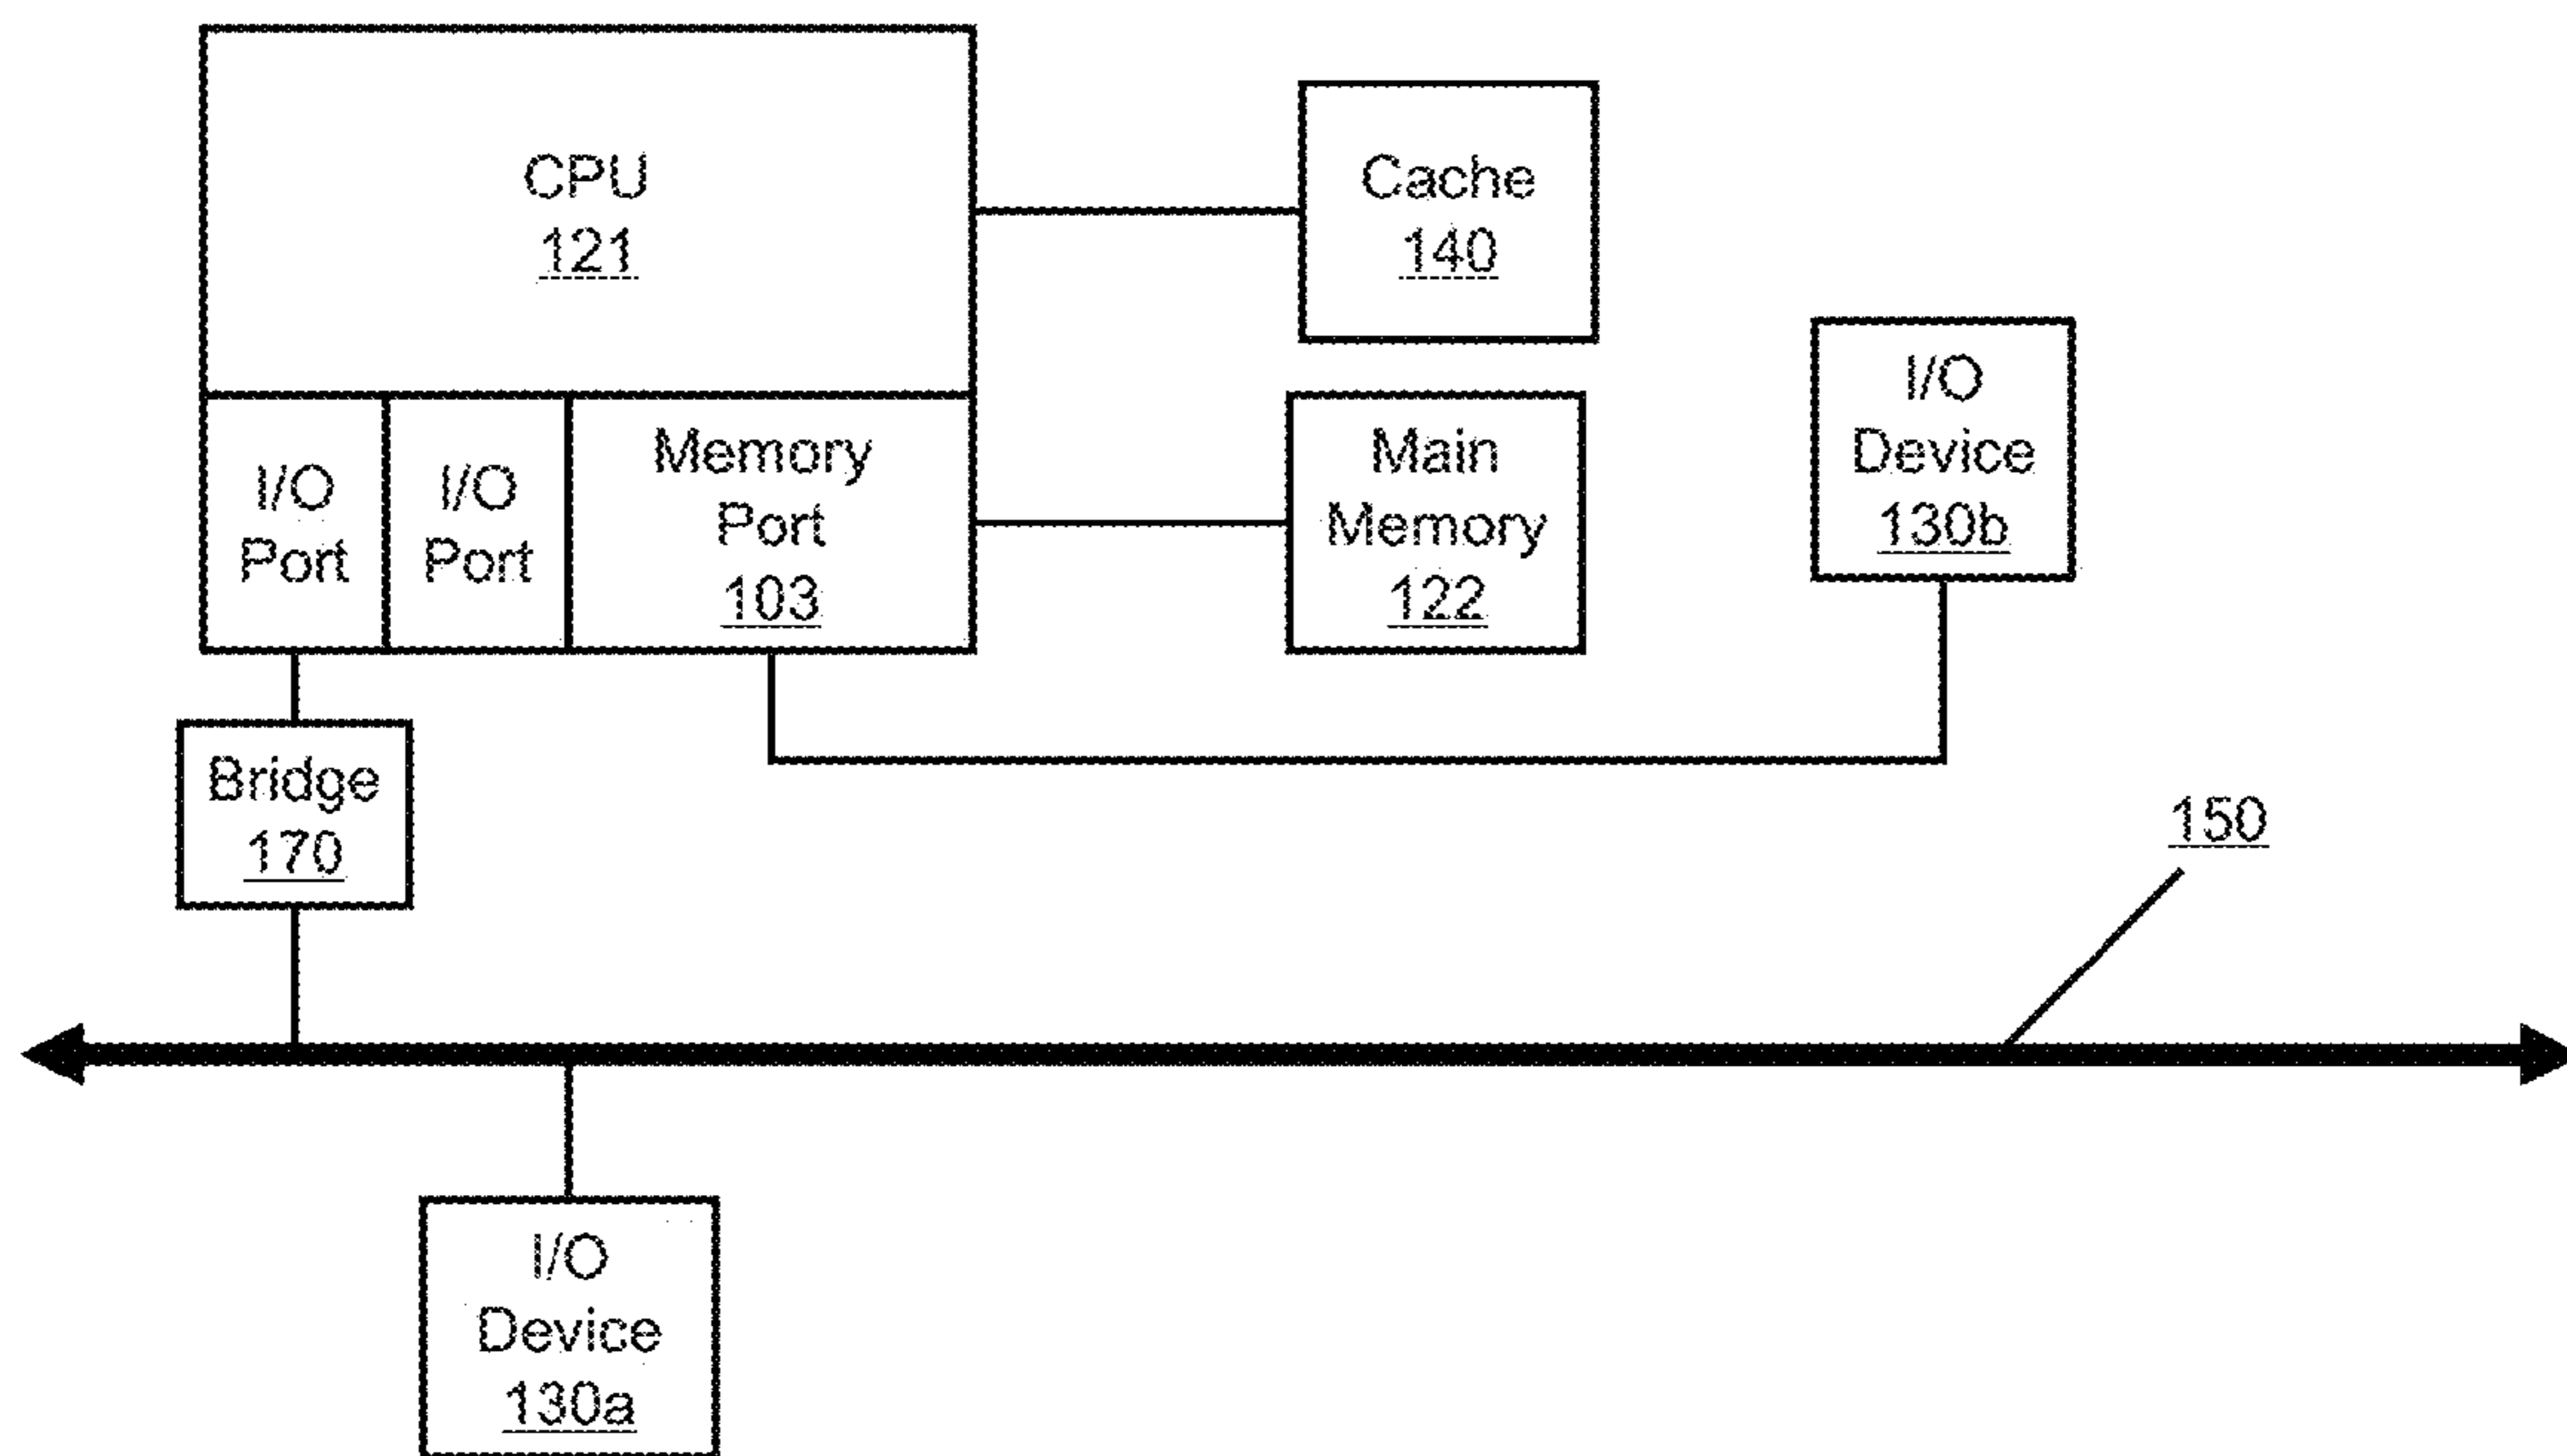 CPU
121
Cache
140
I/O
Port
I/O
Port
Memory
Port
103
Main
Memory
122
I/O
Device
130b
Bridge
170
150
I/O
Device
130a